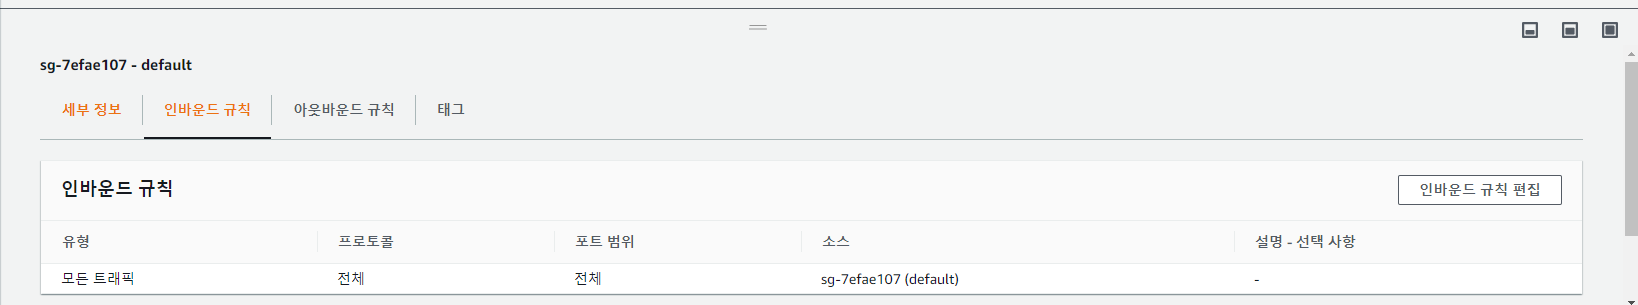 sg-7efae107 - default
세부 정보 인바운드 규칙 아웃바운드 규칙 태그
인바운드 규칙 인바운드 규칙 편집
유형 프로토콜 포트 범위 소스 설명 - 선택 사항
모든 트래픽 전체 전체 sg-7efae107 (default) -